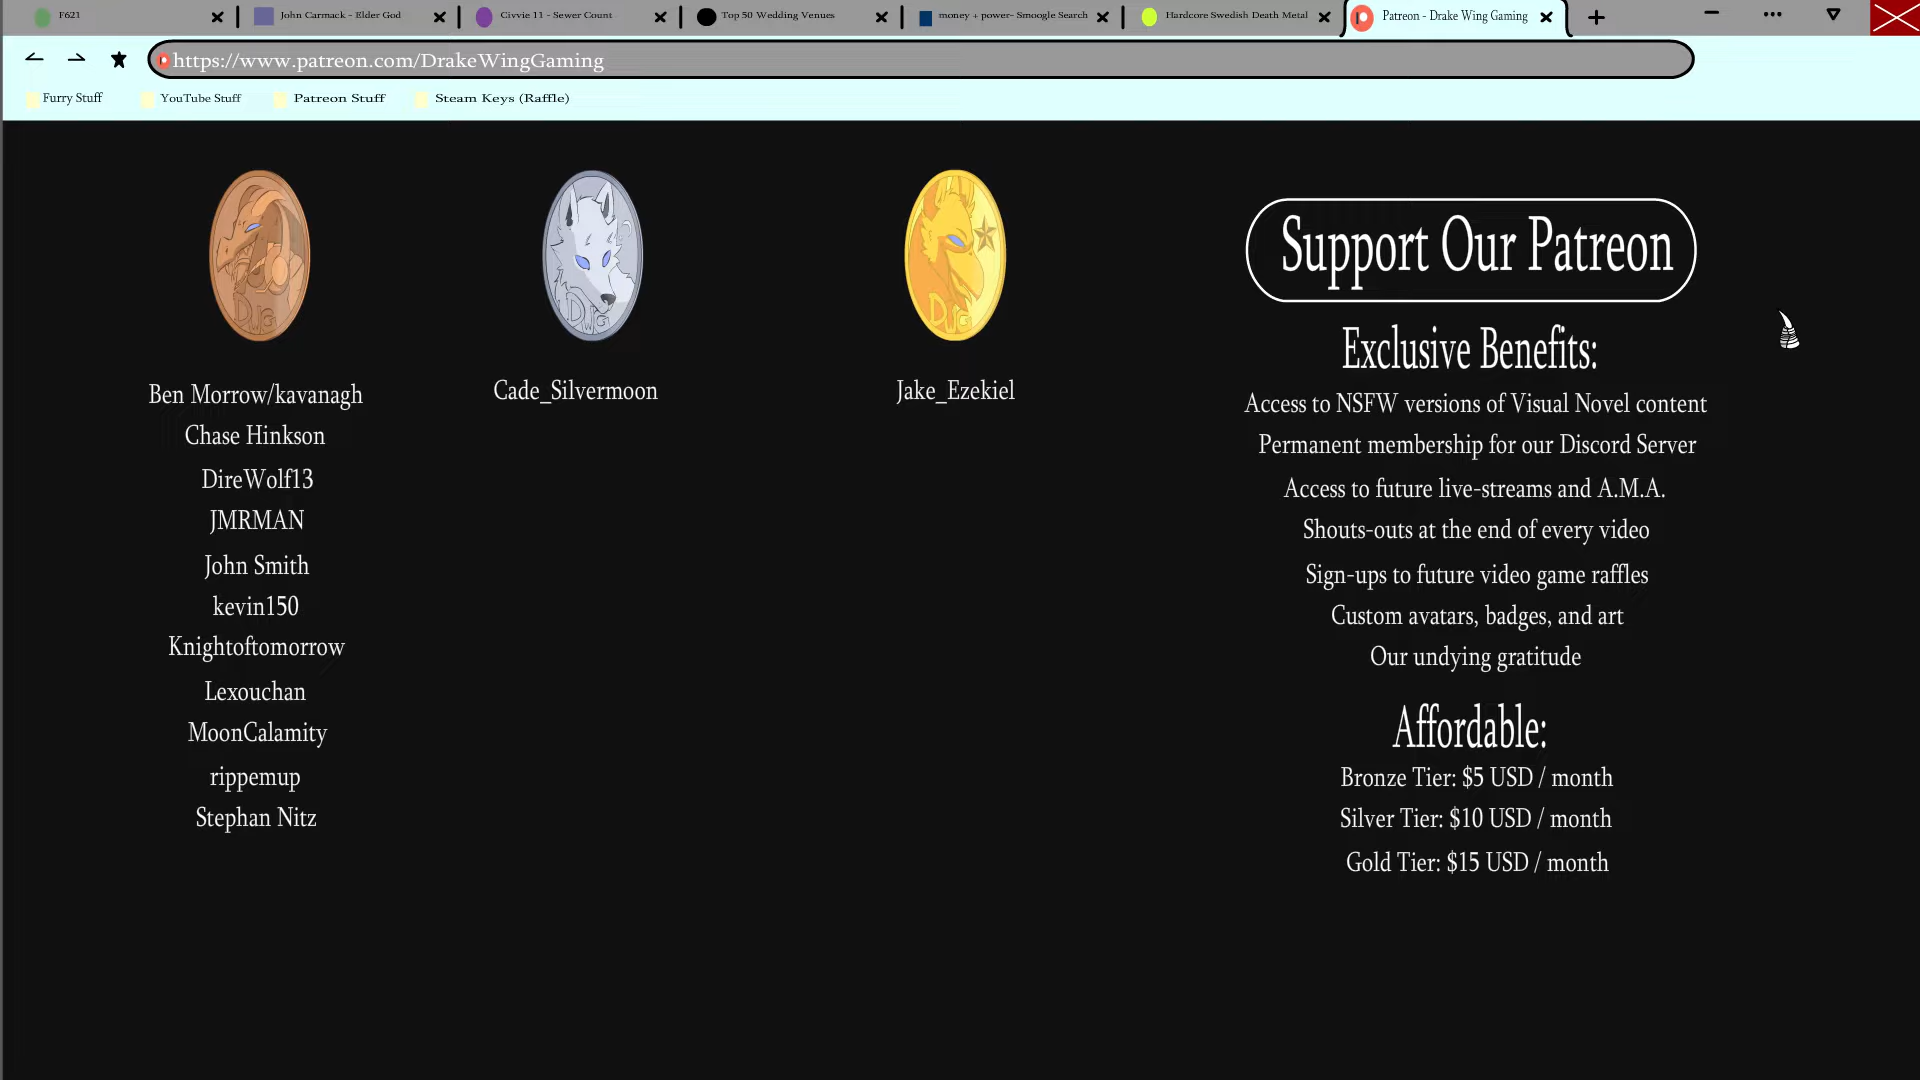 F621
John Carmack - Elder God
Civvie 11 - Sewer Count
Top 50 Wedding Venues
money + power- Smoogle Search
Hardcore Swedish Death Metal
Patreon - Drake Wing Gaming
https://www.patreon.com/DrakeWingGaming
Furry Stuff
YouTube Stuff
Patreon Stuff
Steam Keys (Raffle)
DWG
DWG
DWG
Ben Morrow/kavanagh
Chase Hinkson
DireWolf13
JMRMAN
John Smith
kevin150
Knightoftomorrow
Lexouchan
MoonCalamity
rippemup
Stephan Nitz
Cade_Silvermoon
Jake_Ezekiel
Support Our Patreon
Exclusive Benefits:
Access to NSFW versions of Visual Novel content
Permanent membership for our Discord Server
Access to future live-streams and A.M.A.
Shouts-outs at the end of every video
Sign-ups to future video game raffles
Custom avatars, badges, and art
Our undying gratitude
Affordable:
Bronze Tier: $5 USD / month
Silver Tier: $10 USD / month
Gold Tier: $15 USD / month